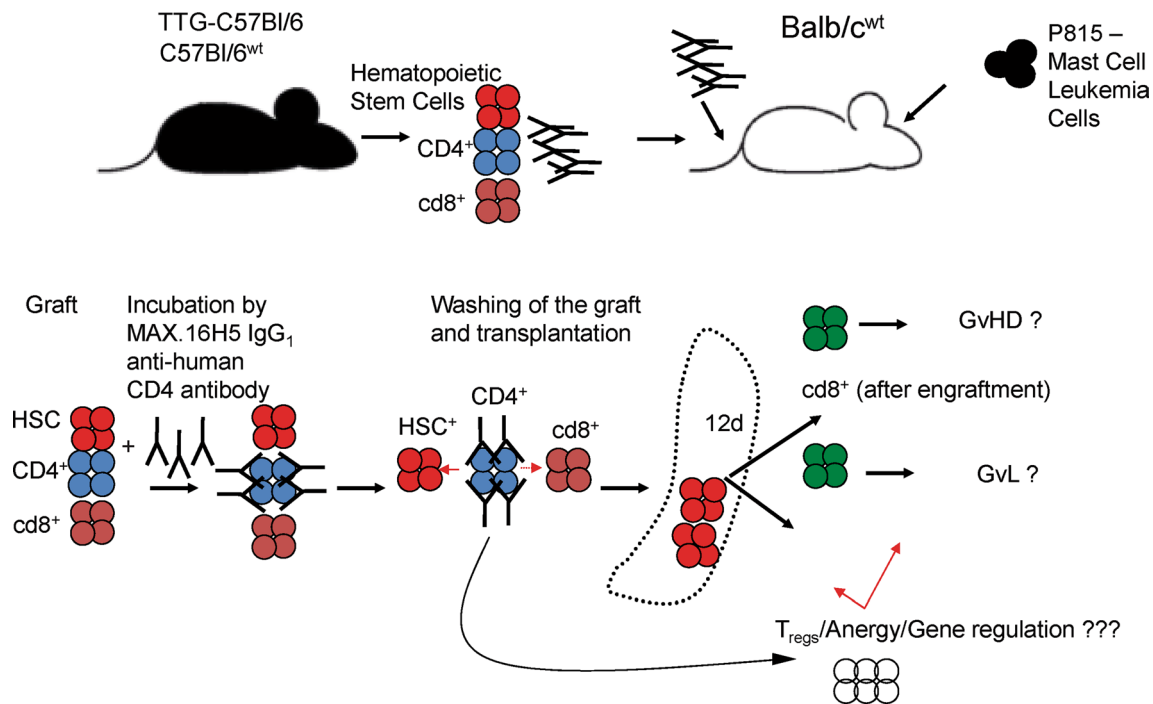 TTG-C57Bl/6
C57Bl/6wt
Hematopoietic
Stem Cells
CD4+
cd8+
Balb/cwt
P815 –
Mast Cell
Leukemia
Cells
Graft
HSC
CD4+
cd8+
+
Incubation by
MAX.16H5 IgG1
anti-human
CD4 antibody
Washing of the graft
and transplantation
CD4+
HSC+
cd8+
12d
GvHD ?
cd8+ (after engraftment)
GvL ?
Tregs/Anergy/Gene regulation ???